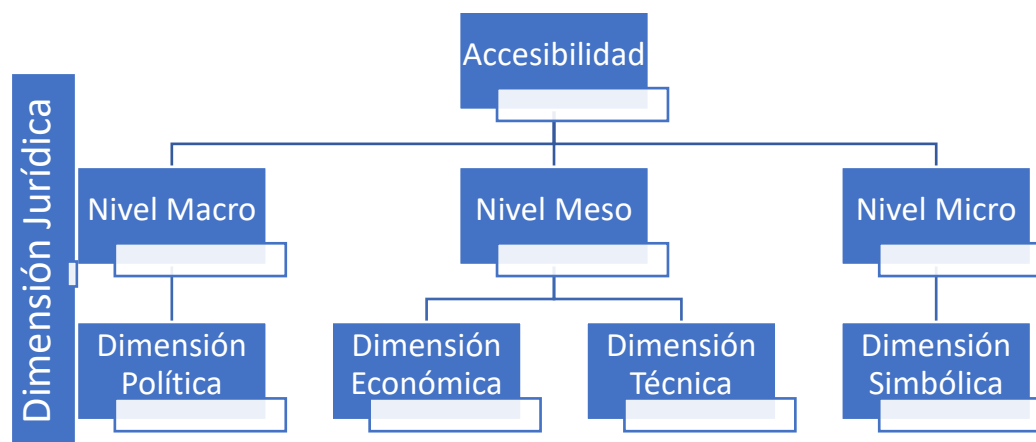 Accesibilidad
Dimensión Jurídica
Nivel Macro
Nivel Meso
Nivel Micro
Dimensión
Política
Dimensión
Económica
Dimensión
Técnica
Dimensión
Simbólica